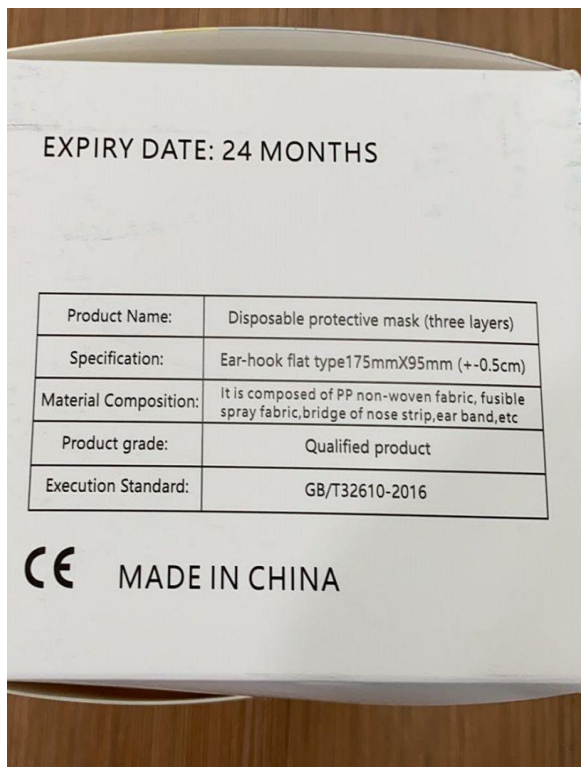 EXPIRY DATE: 24 MONTHS
Product Name: Disposable protective mask (three layers)
Specification: Ear-hook flat type175mmX95mm (+-0.5cm)
Material Composition: It is composed of PP non-woven fabric, fusible
spray fabric,bridge of nose strip,ear band,etc
Product grade: Qualified product
Execution Standard: GB/T32610-2016
CE MADE IN CHINA